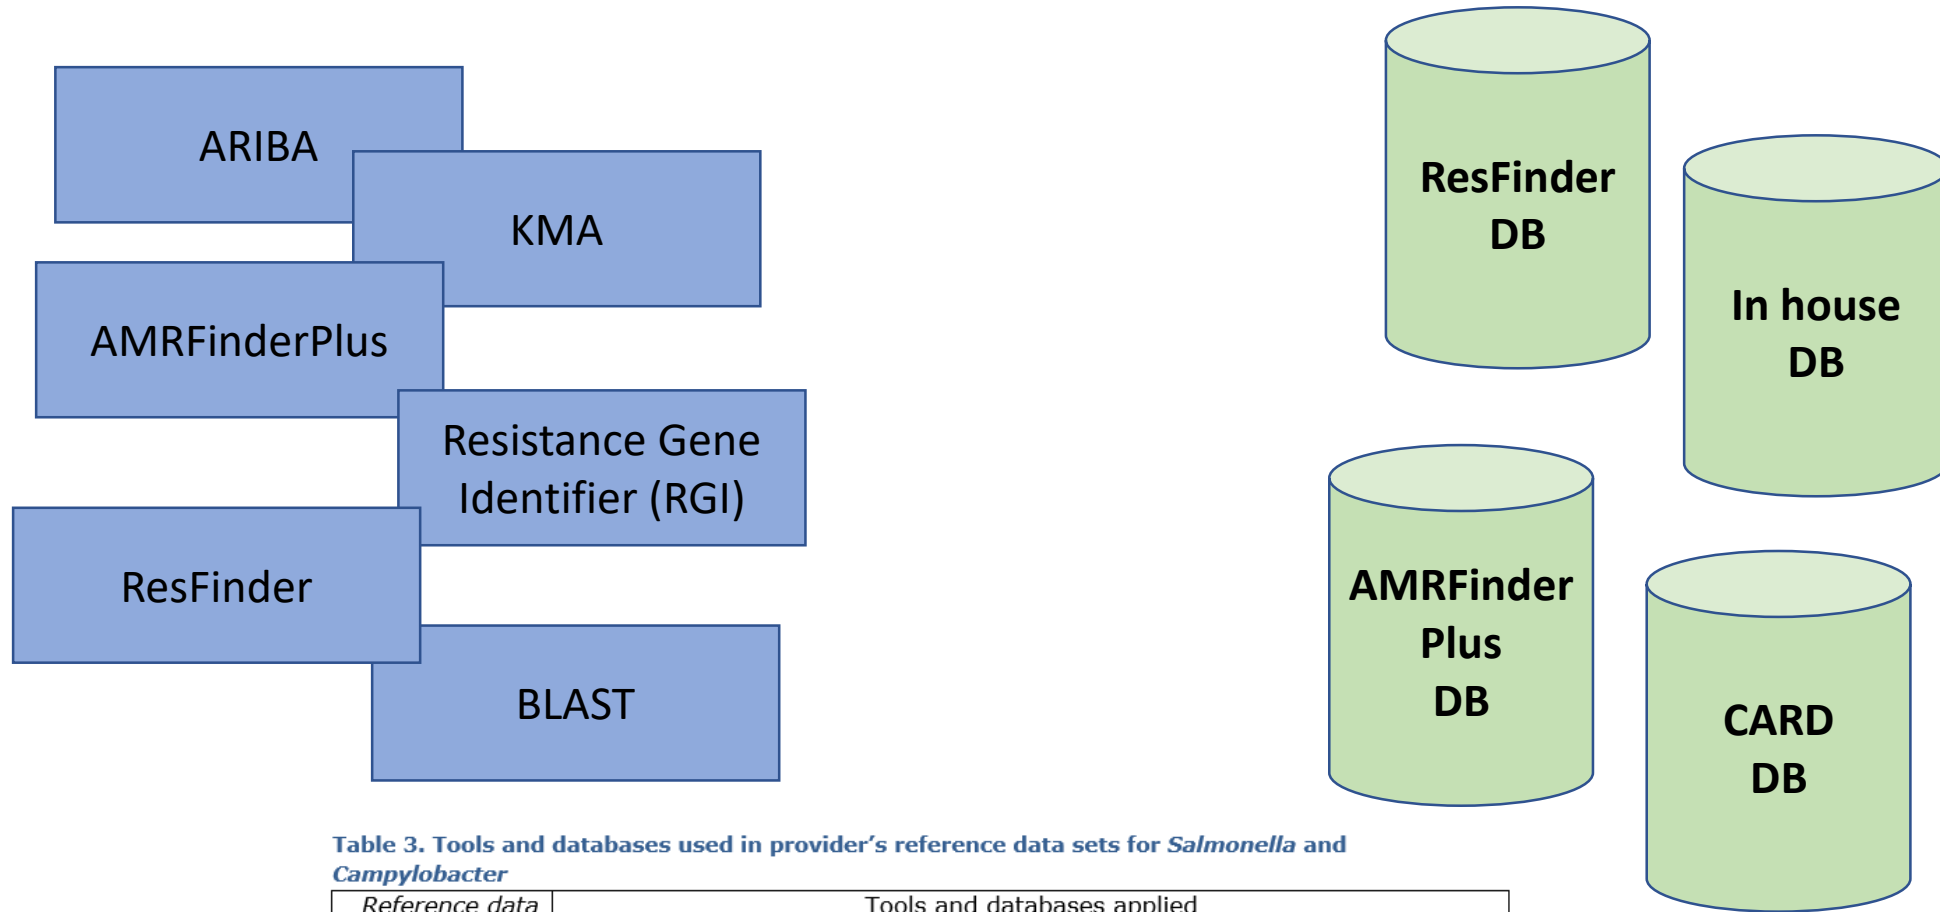 ARIBA
KMA
AMRFinderPlus
Resistance Gene
Identifier (RGI)
ResFinder
BLAST
ResFinder
DB
In house
DB
AMRFinder
Plus
DB
CARD
DB
Table 3. Tools and databases used in provider's reference data sets for Salmonella and
Campylobacter
Reference data
Tools and databases applied